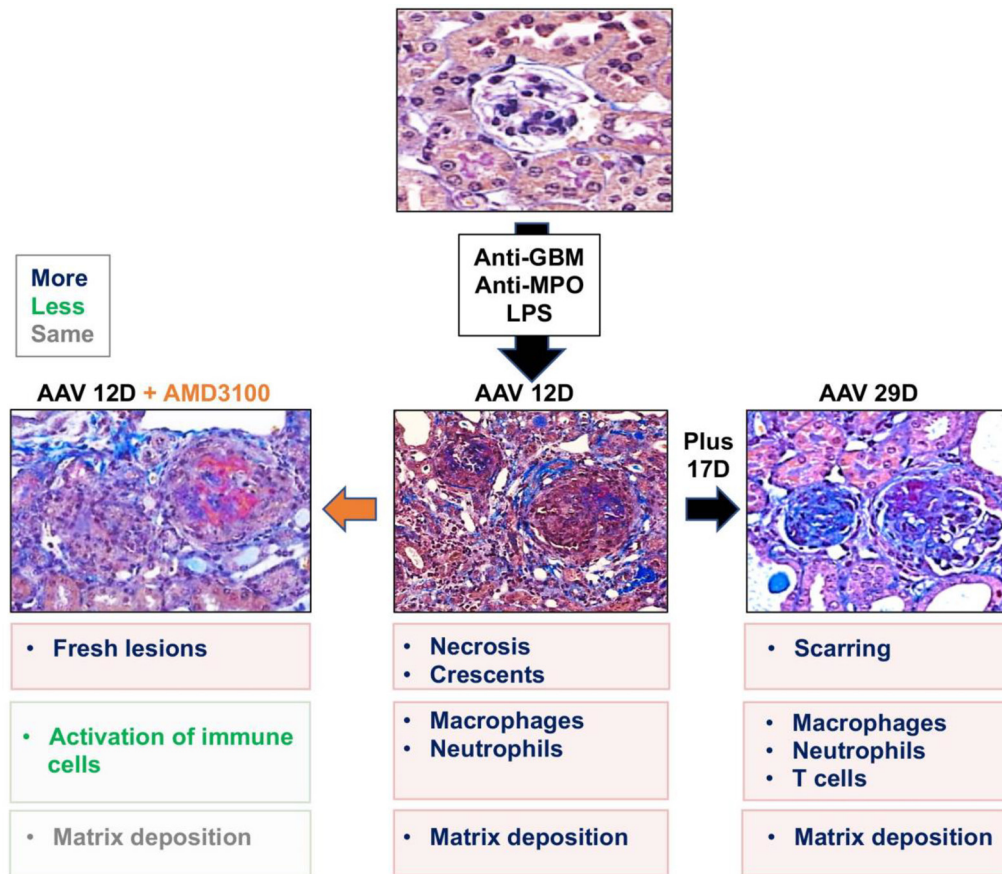 Anti-GBM
Anti-MPO
LPS
More
Less
Same
AAV 12D + AMD3100
AAV 12D
Plus
17D
AAV 29D
• Fresh lesions
• Activation of immune
cells
• Matrix deposition
• Necrosis
• Crescents
• Macrophages
• Neutrophils
• Matrix deposition
• Scarring
• Macrophages
• Neutrophils
• T cells
• Matrix deposition